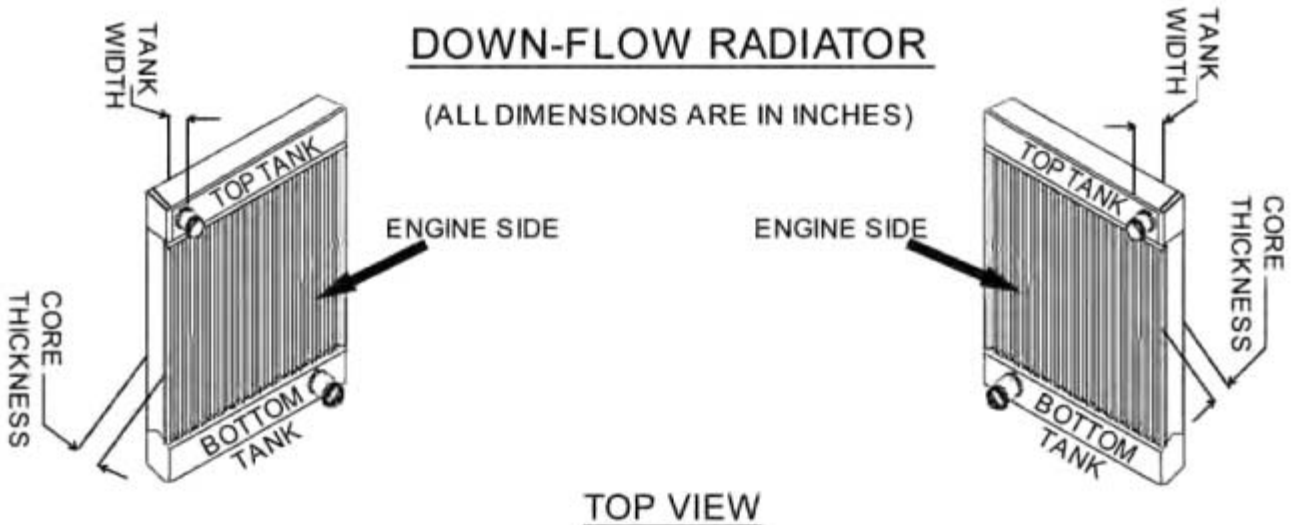 DOWN-FLOW RADIATOR
(ALL DIMENSIONS ARE IN INCHES)
TANK
WIDTH
TOP TANK
ENGINE SIDE
CORE
THICKNESS
BOTTOM
TANK
TANK
WIDTH
TOP TANK
ENGINE SIDE
CORE
THICKNESS
BOTTOM
TANK
TOP VIEW